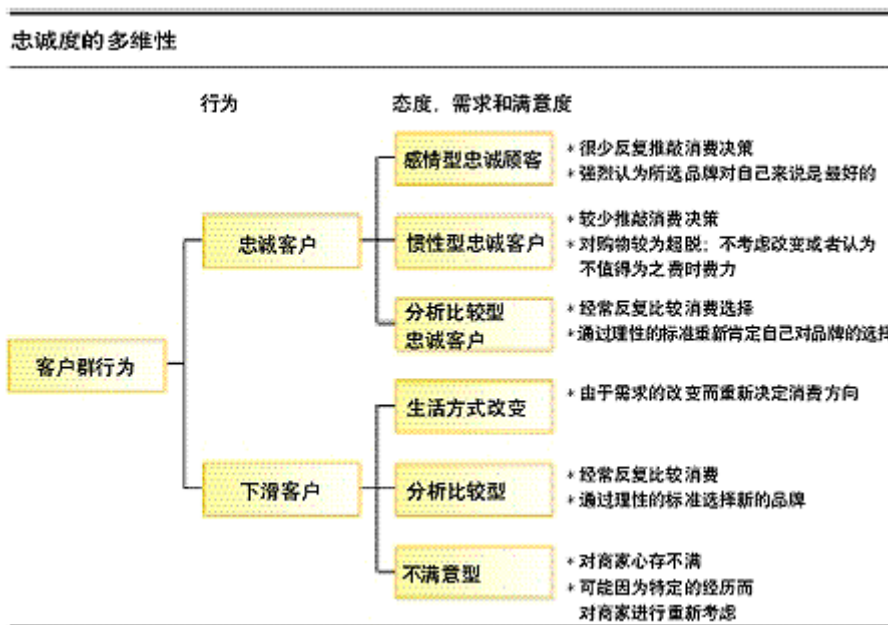 忠诚度的多维性
行为
态度，需求和满意度
感情型忠诚顾客
* 很少反复推敲消费决策
* 强烈认为所选品牌对自己来说是最好的
忠诚客户
惯性型忠诚客户
* 较少推敲消费决策
* 对购物较为超脱；不考虑改变或者认为
不值得为之费时费力
分析比较型
忠诚客户
* 经常反复比较消费选择
* 通过理性的标准重新肯定自己对品牌的选择
客户群行为
生活方式改变
* 由于需求的改变而重新决定消费方向
下滑客户
分析比较型
* 经常反复比较消费
* 通过理性的标准选择新的品牌
不满意型
* 对商家心存不满
* 可能因为特定的经历而
对商家进行重新考虑